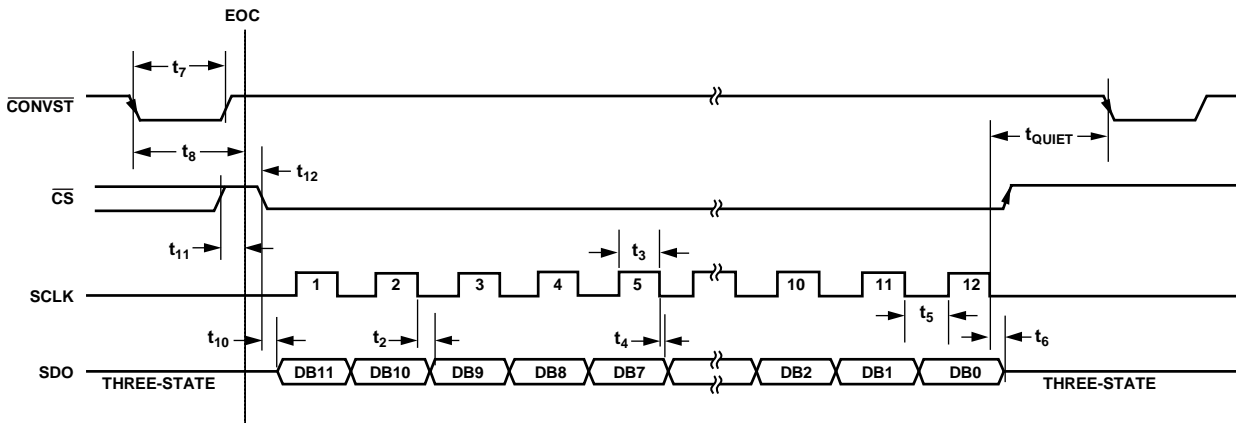 EOC
t7
CONVST
t8
tQUIET
t12
CS
t11
t3
1 2 3 4 5 10 11 12
SCLK
t10
t2
t4
t5
t6
SDO
THREE-STATE
DB11 DB10 DB9 DB8 DB7 DB2 DB1 DB0
THREE-STATE